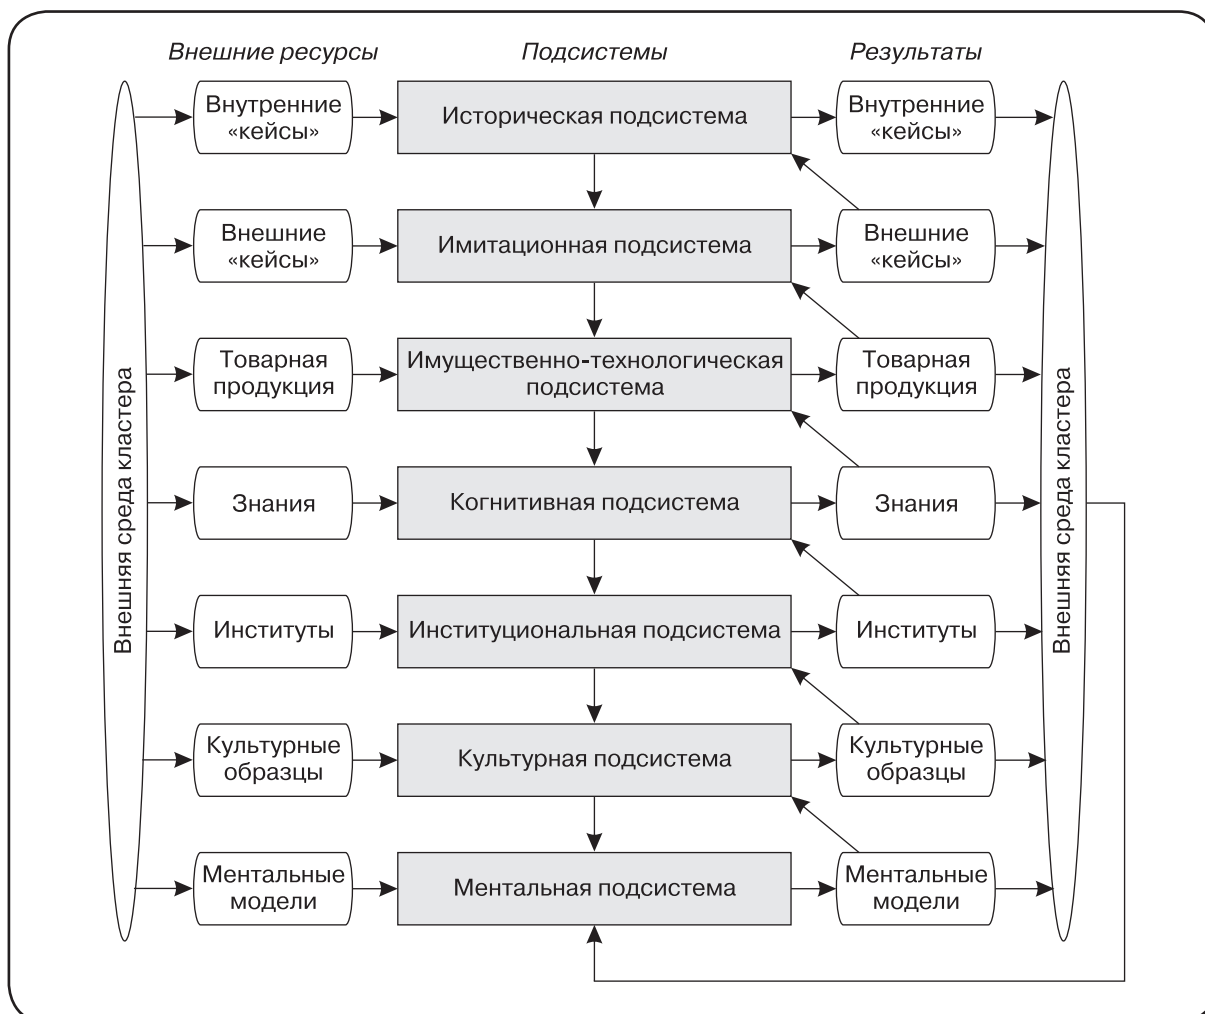 Внешние ресурсы
Подсистемы
Результаты
Внешняя среда кластера
Внутренние
«кейсы»
Историческая подсистема
Внутренние
«кейсы»
Внешние
«кейсы»
Имитационная подсистема
Внешние
«кейсы»
Товарная
продукция
Имущественно-технологическая
подсистема
Товарная
продукция
Знания
Когнитивная подсистема
Знания
Институты
Институциональная подсистема
Институты
Культурные
образцы
Культурная подсистема
Культурные
образцы
Ментальные
модели
Ментальная подсистема
Ментальные
модели
Внешняя среда кластера